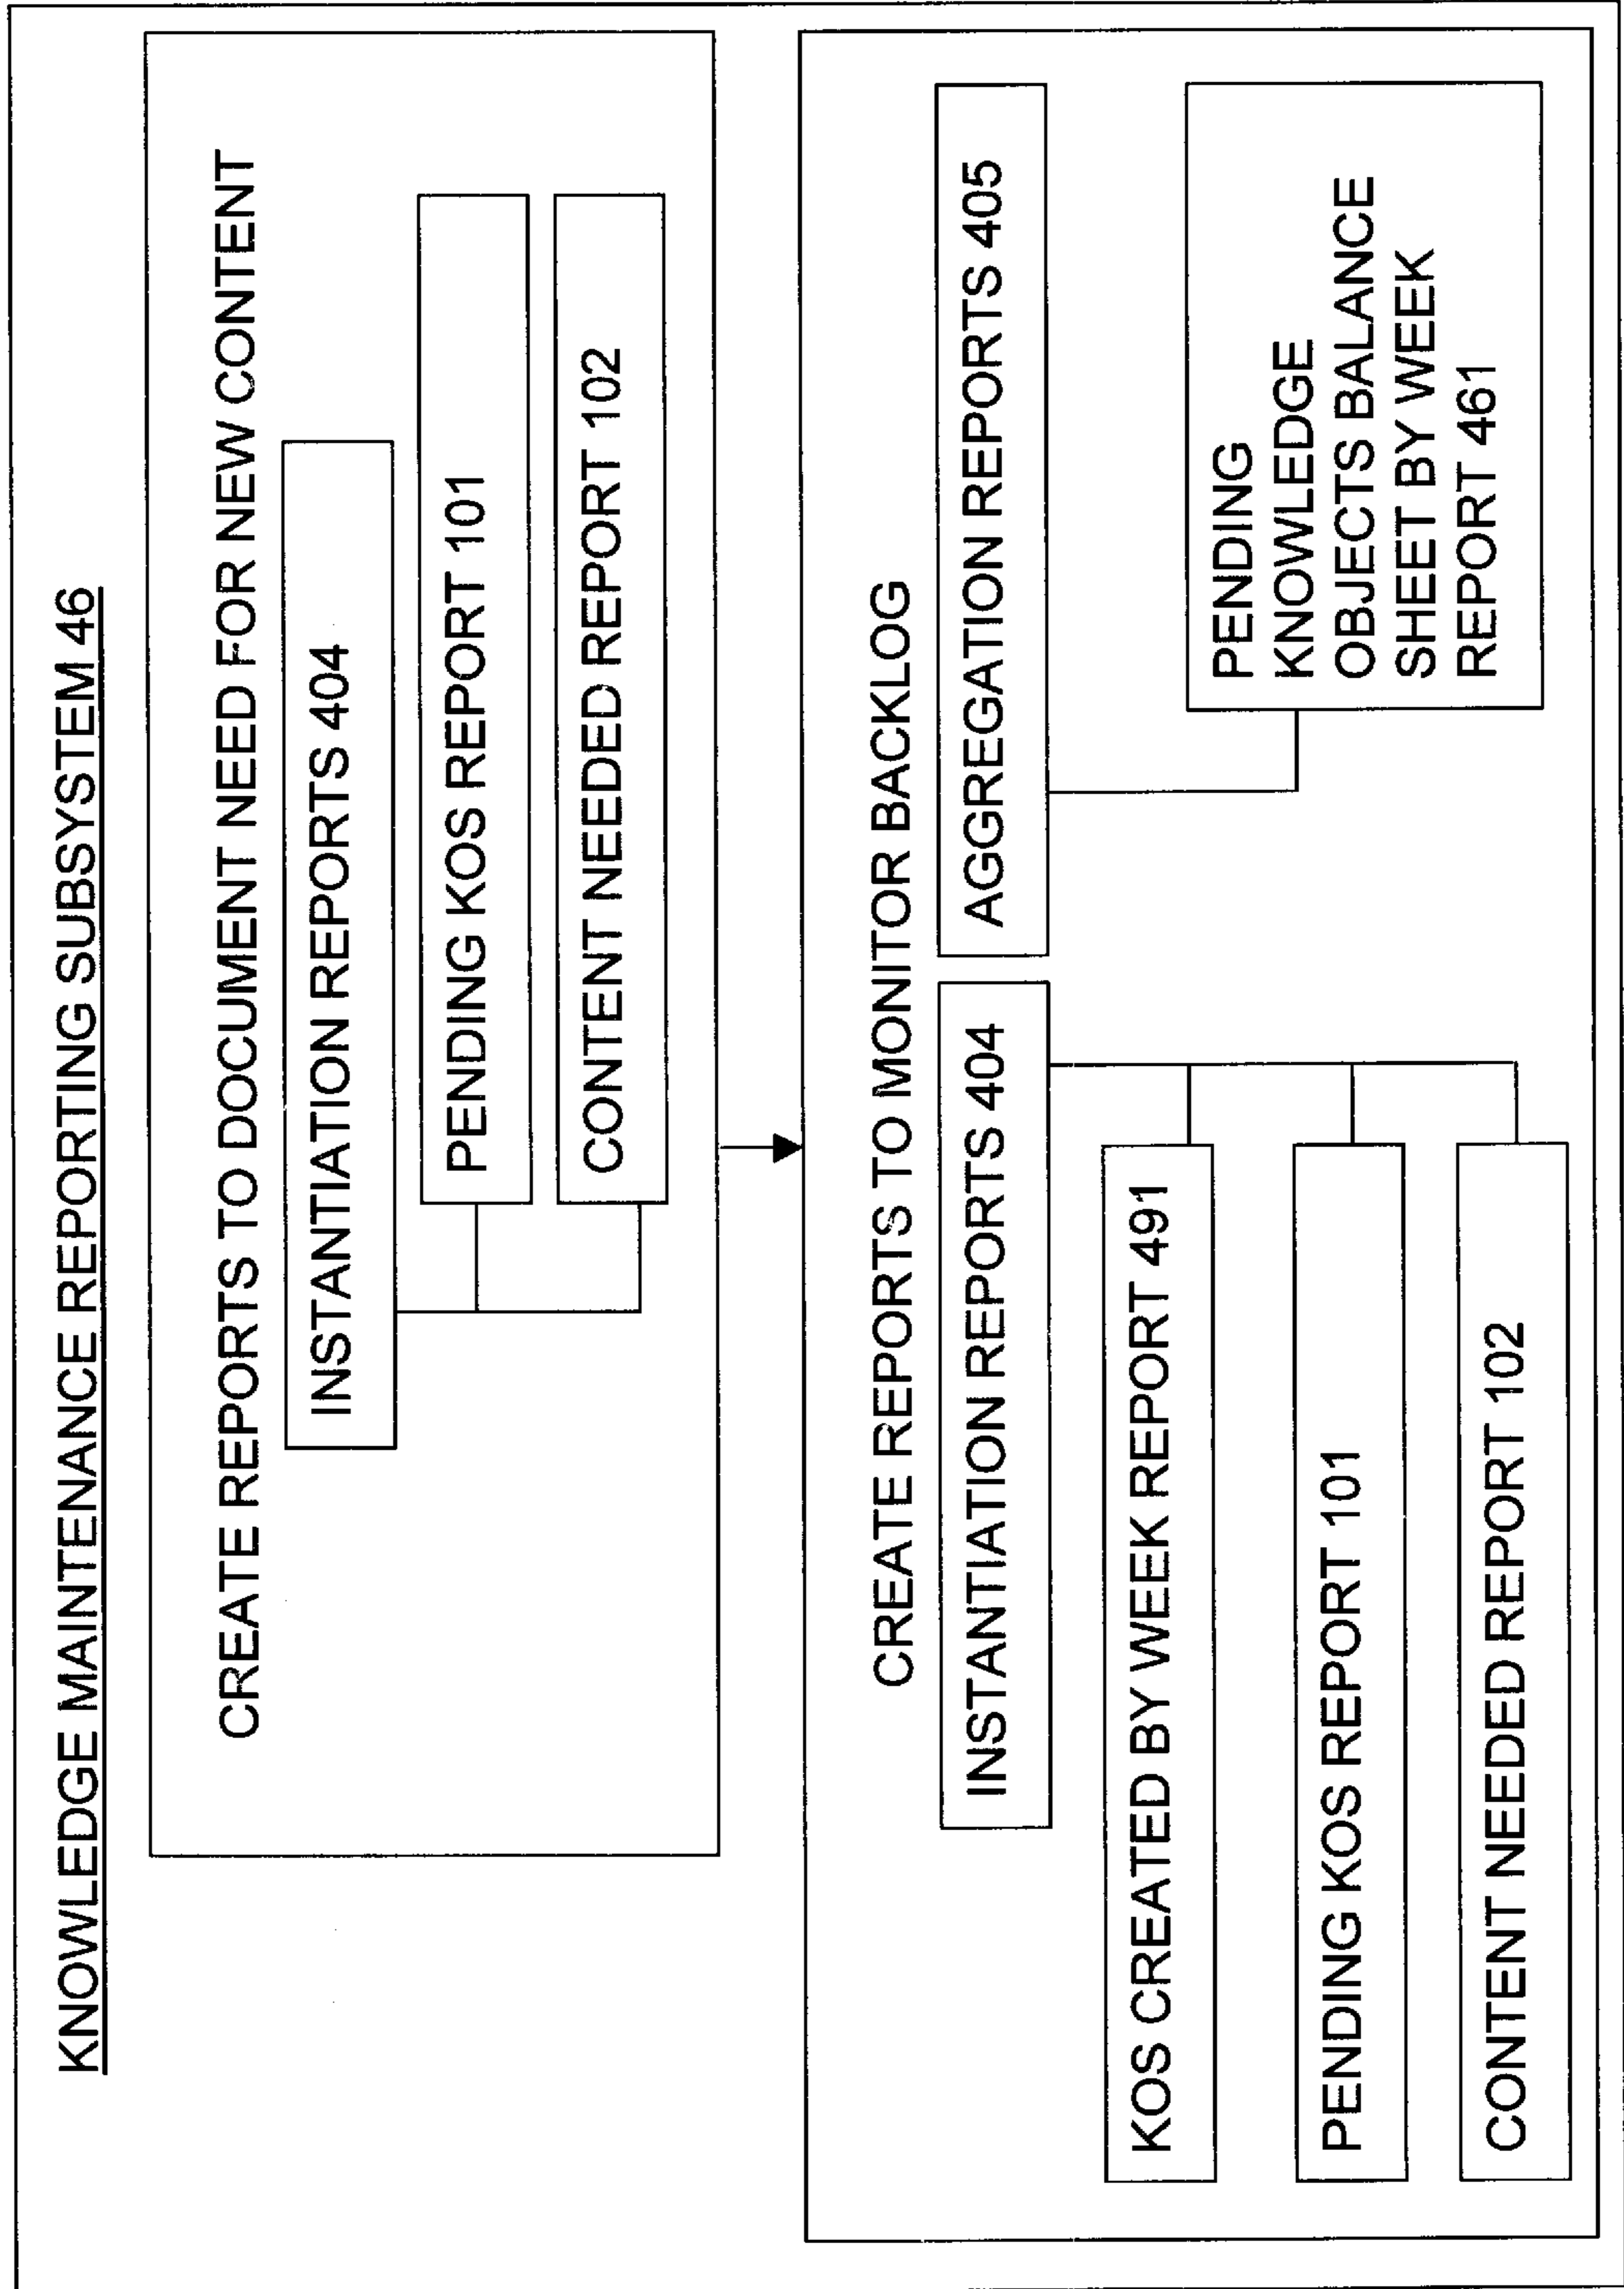 KNOWLEDGE MAINTENANCE REPORTING SUBSYSTEM 46
CREATE REPORTS TO DOCUMENT NEED FOR NEW CONTENT
INSTANTIATION REPORTS 404
PENDING KOS REPORT 101
CONTENT NEEDED REPORT 102
CREATE REPORTS TO MONITOR BACKLOG
INSTANTIATION REPORTS 404
KOS CREATED BY WEEK REPORT 491
PENDING KOS REPORT 101
CONTENT NEEDED REPORT 102
AGGREGATION REPORTS 405
PENDING
KNOWLEDGE
OBJECTS BALANCE
SHEET BY WEEK
REPORT 461